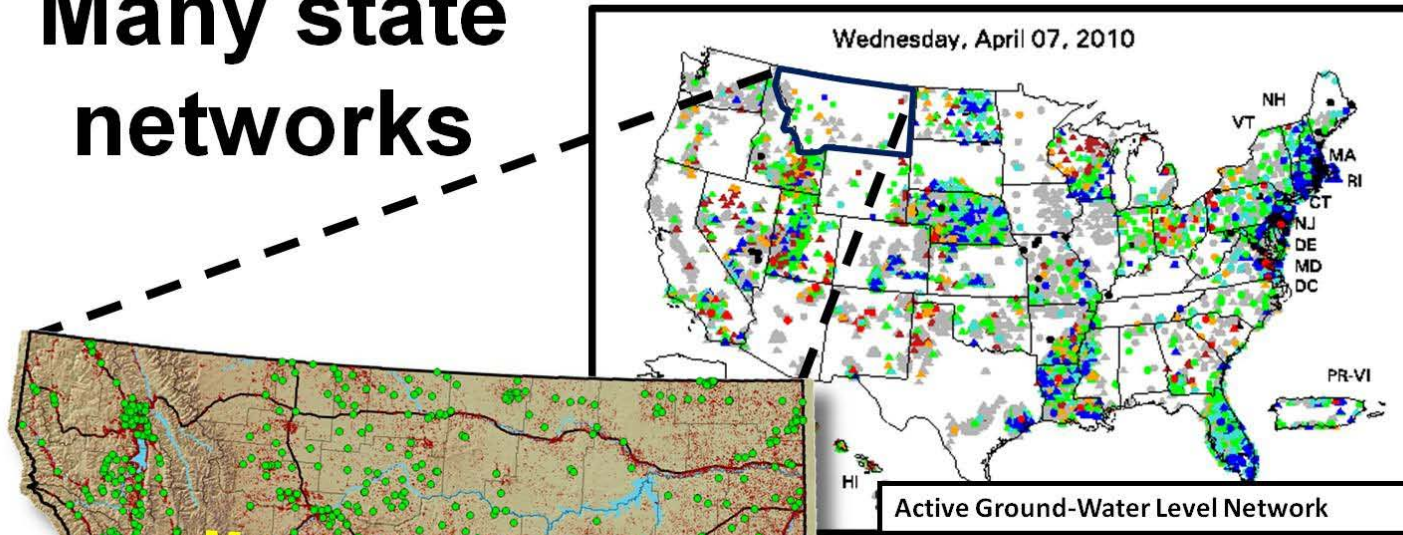 Many state
networks
Wednesday, April 07, 2010
NH
VT
MA
RI
CT
NJ
DE
MD
DC
PR-VI
HI
Active Ground-Water Level Network